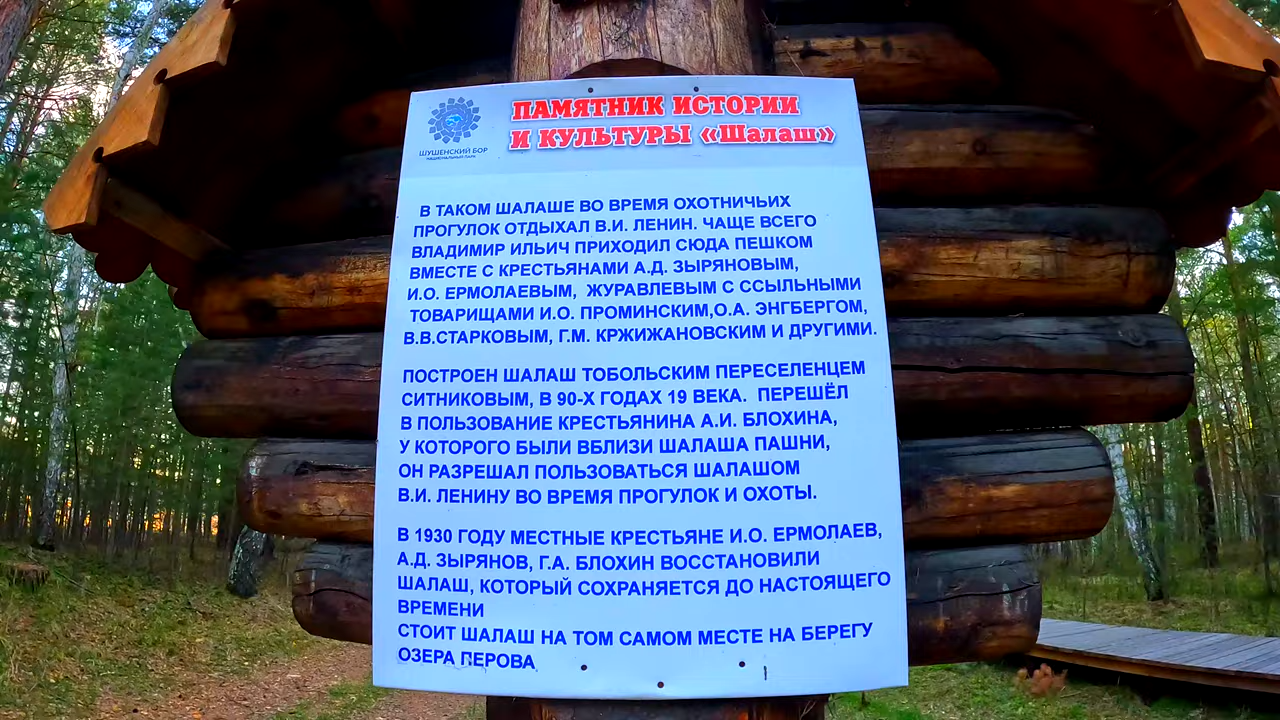 ШУШЕНСКИЙ БОР
НАЦИОНАЛЬНЫЙ ПАРК
ПАМЯТНИК ИСТОРИИ
И КУЛЬТУРЫ «Шалаш»
В ТАКОМ ШАЛАШЕ ВО ВРЕМЯ ОХОТНИЧЬИХ
ПРОГУЛОК ОТДЫХАЛ В.И. ЛЕНИН. ЧАЩЕ ВСЕГО
ВЛАДИМИР ИЛЬИЧ ПРИХОДИЛ СЮДА ПЕШКОМ
ВМЕСТЕ С КРЕСТЬЯНАМИ А.Д. ЗЫРЯНОВЫМ,
И.О. ЕРМОЛАЕВЫМ, ЖУРАВЛЕВЫМ С ССЫЛЬНЫМИ
ТОВАРИЩАМИ И.О. ПРОМИНСКИМ,О.А. ЭНГБЕРГОМ,
В.В.СТАРКОВЫМ, Г.М. КРЖИЖАНОВСКИМ И ДРУГИМИ.
ПОСТРОЕН ШАЛАШ ТОБОЛЬСКИМ ПЕРЕСЕЛЕНЦЕМ
СИТНИКОВЫМ, В 90-Х ГОДАХ 19 ВЕКА. ПЕРЕШЁЛ
В ПОЛЬЗОВАНИЕ КРЕСТЬЯНИНА А.И. БЛОХИНА,
У КОТОРОГО БЫЛИ ВБЛИЗИ ШАЛАША ПАШНИ,
ОН РАЗРЕШАЛ ПОЛЬЗОВАТЬСЯ ШАЛАШОМ
В.И. ЛЕНИНУ ВО ВРЕМЯ ПРОГУЛОК И ОХОТЫ.
В 1930 ГОДУ МЕСТНЫЕ КРЕСТЬЯНЕ И.О. ЕРМОЛАЕВ,
А.Д. ЗЫРЯНОВ, Г.А. БЛОХИН ВОССТАНОВИЛИ
ШАЛАШ, КОТОРЫЙ СОХРАНЯЕТСЯ ДО НАСТОЯЩЕГО
ВРЕМЕНИ
СТОИТ ШАЛАШ НА ТОМ САМОМ МЕСТЕ НА БЕРЕГУ
ОЗЕРА ПЕРОВА